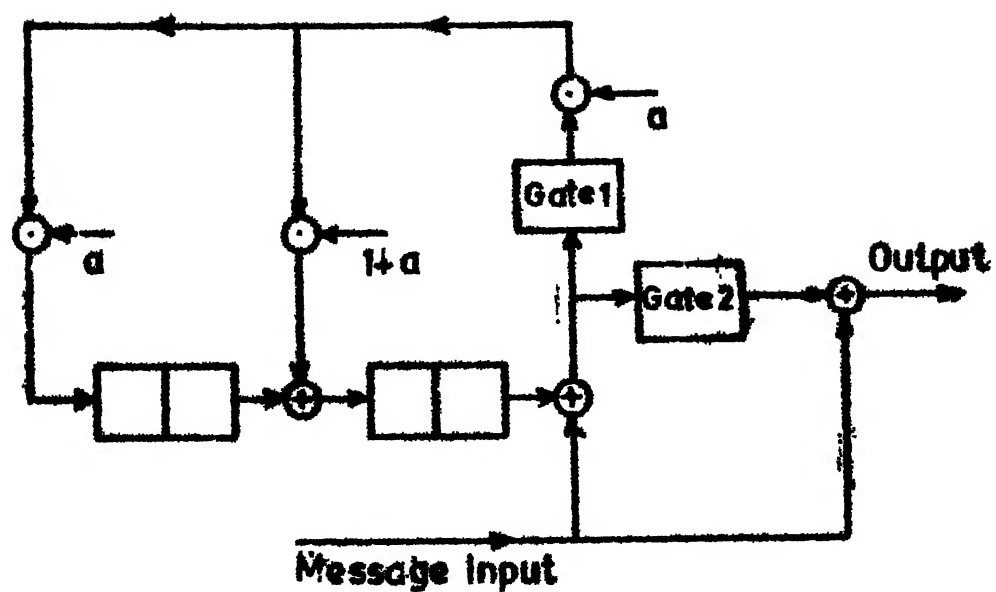 a
Gate1
a
1+a
Output
Gate2
Message input